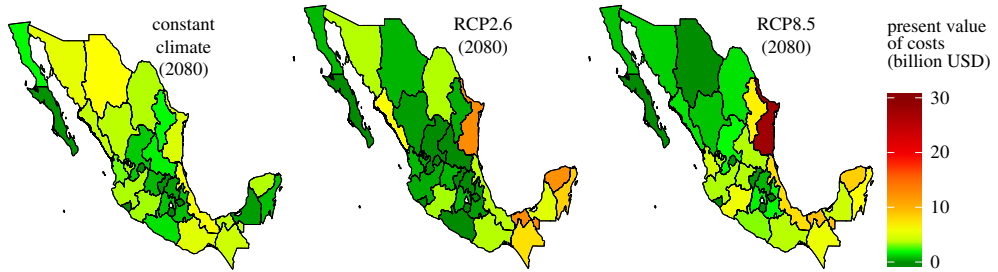 constant
climate
(2080)
RCP2.6
(2080)
RCP8.5
(2080)
present value
of costs
(billion USD)
30
20
10
0